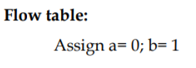 Flow table:
Assign a= 0; b= 1